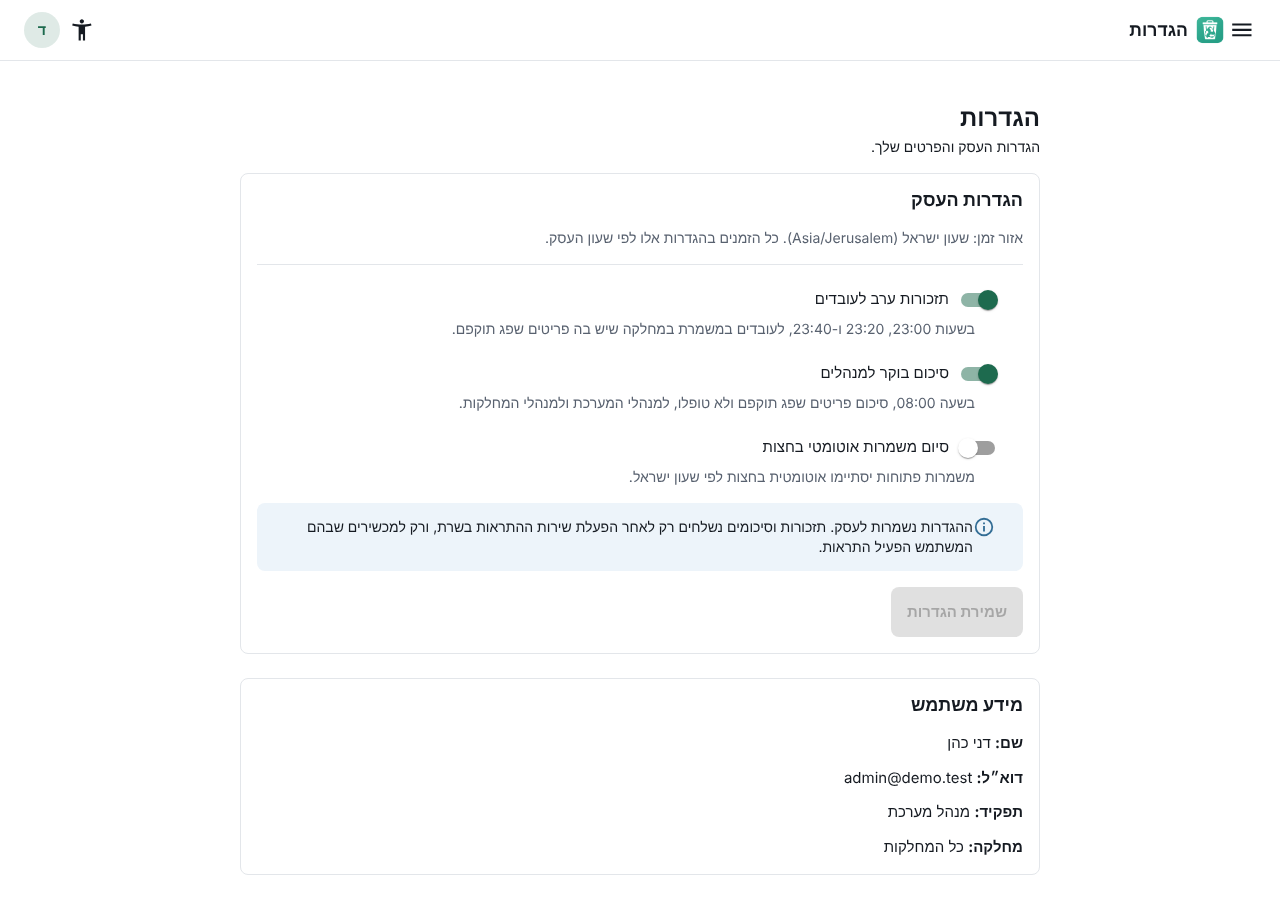 הגדרות
ד
הגדרות
הגדרות העסק והפרטים שלך.
הגדרות העסק
אזור זמן: שעון ישראל (Asia/Jerusalem). כל הזמנים בהגדרות אלו לפי שעון העסק.
תזכורות ערב לעובדים
בשעות 23:00, 23:20 ו-23:40, לעובדים במשמרת במחלקה שיש בה פריטים שפג תוקפם.
סיכום בוקר למנהלים
בשעה 08:00, סיכום פריטים שפג תוקפם ולא טופלו, למנהלי המערכת ולמנהלי המחלקות.
סיום משמרות אוטומטי בחצות
משמרות פתוחות יסתיימו אוטומטית בחצות לפי שעון ישראל.
ההגדרות נשמרות לעסק. תזכורות וסיכומים נשלחים רק לאחר הפעלת שירות ההתראות בשרת, ורק למכשירים שבהם
המשתמש הפעיל התראות.
שמירת הגדרות
מידע משתמש
שם: דני כהן
דוא״ל: admin@demo.test
תפקיד: מנהל מערכת
מחלקה: כל המחלקות